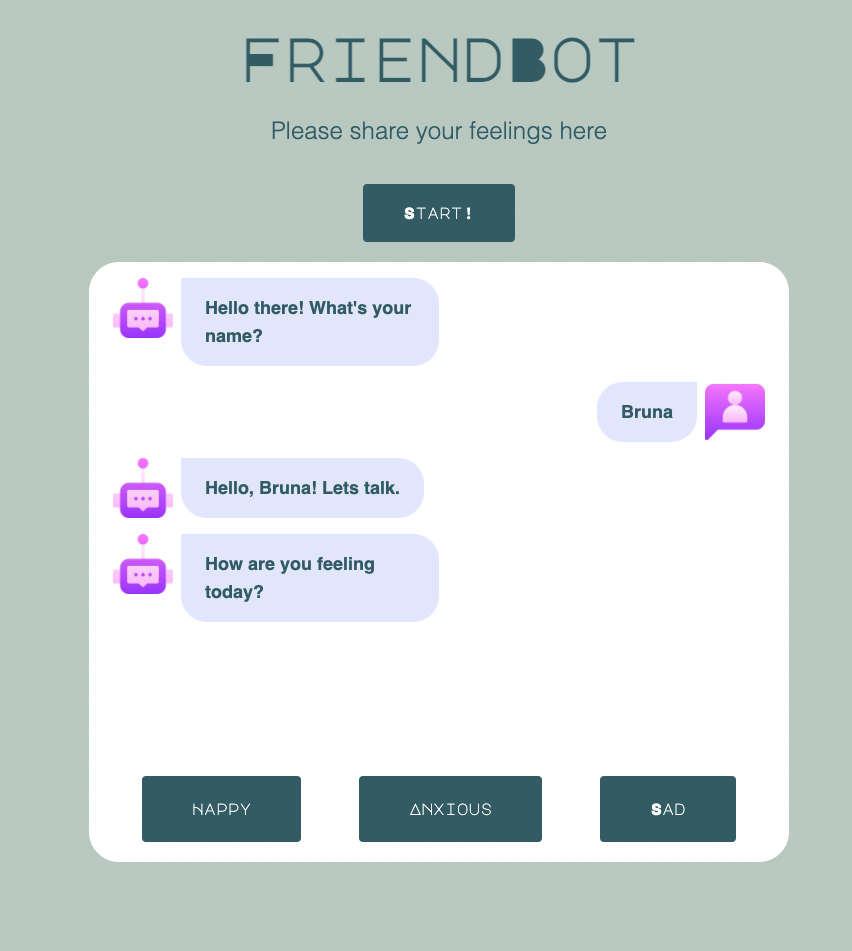 FRIENDBOT
Please share your feelings here
START!
Hello there! What's your
name?
Bruna
Hello, Bruna! Lets talk.
How are you feeling
today?
HAPPY
ANXIOUS
SAD